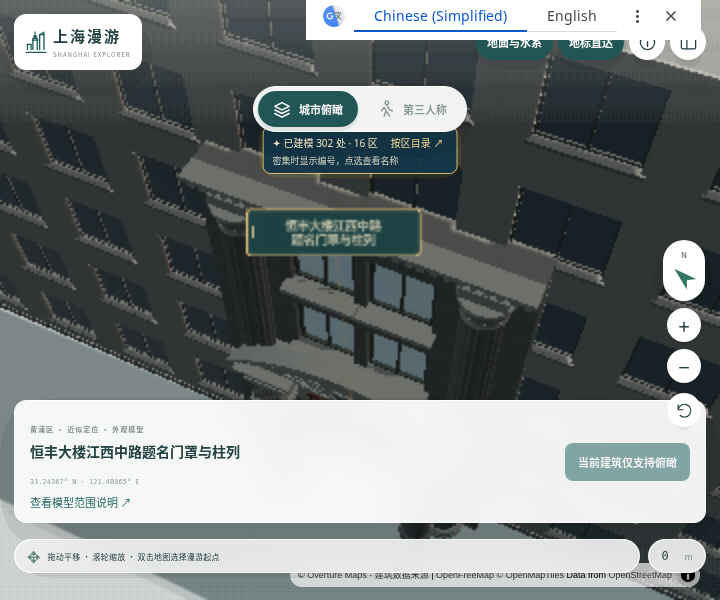 Chinese (Simplified)
English
上海漫游
SHANGHAI EXPLORER
地面与水系
地标直达
城市俯瞰
第三人称
✦ 已建模 302 处 · 16 区 按区目录 ↗
密集时显示编号，点选查看名称
恒丰大楼江西中路
题名门罩与柱列
N
+
−
黄浦区 · 近似定位 · 外观模型
恒丰大楼江西中路题名门罩与柱列
31.24367° N · 121.48065° E
查看模型范围说明 ↗
当前建筑仅支持俯瞰
拖动平移 · 滚轮缩放 · 双击地图选择漫游起点
0 m
© Overture Maps · 建筑数据来源 | OpenFreeMap © OpenMapTiles Data from OpenStreetMap